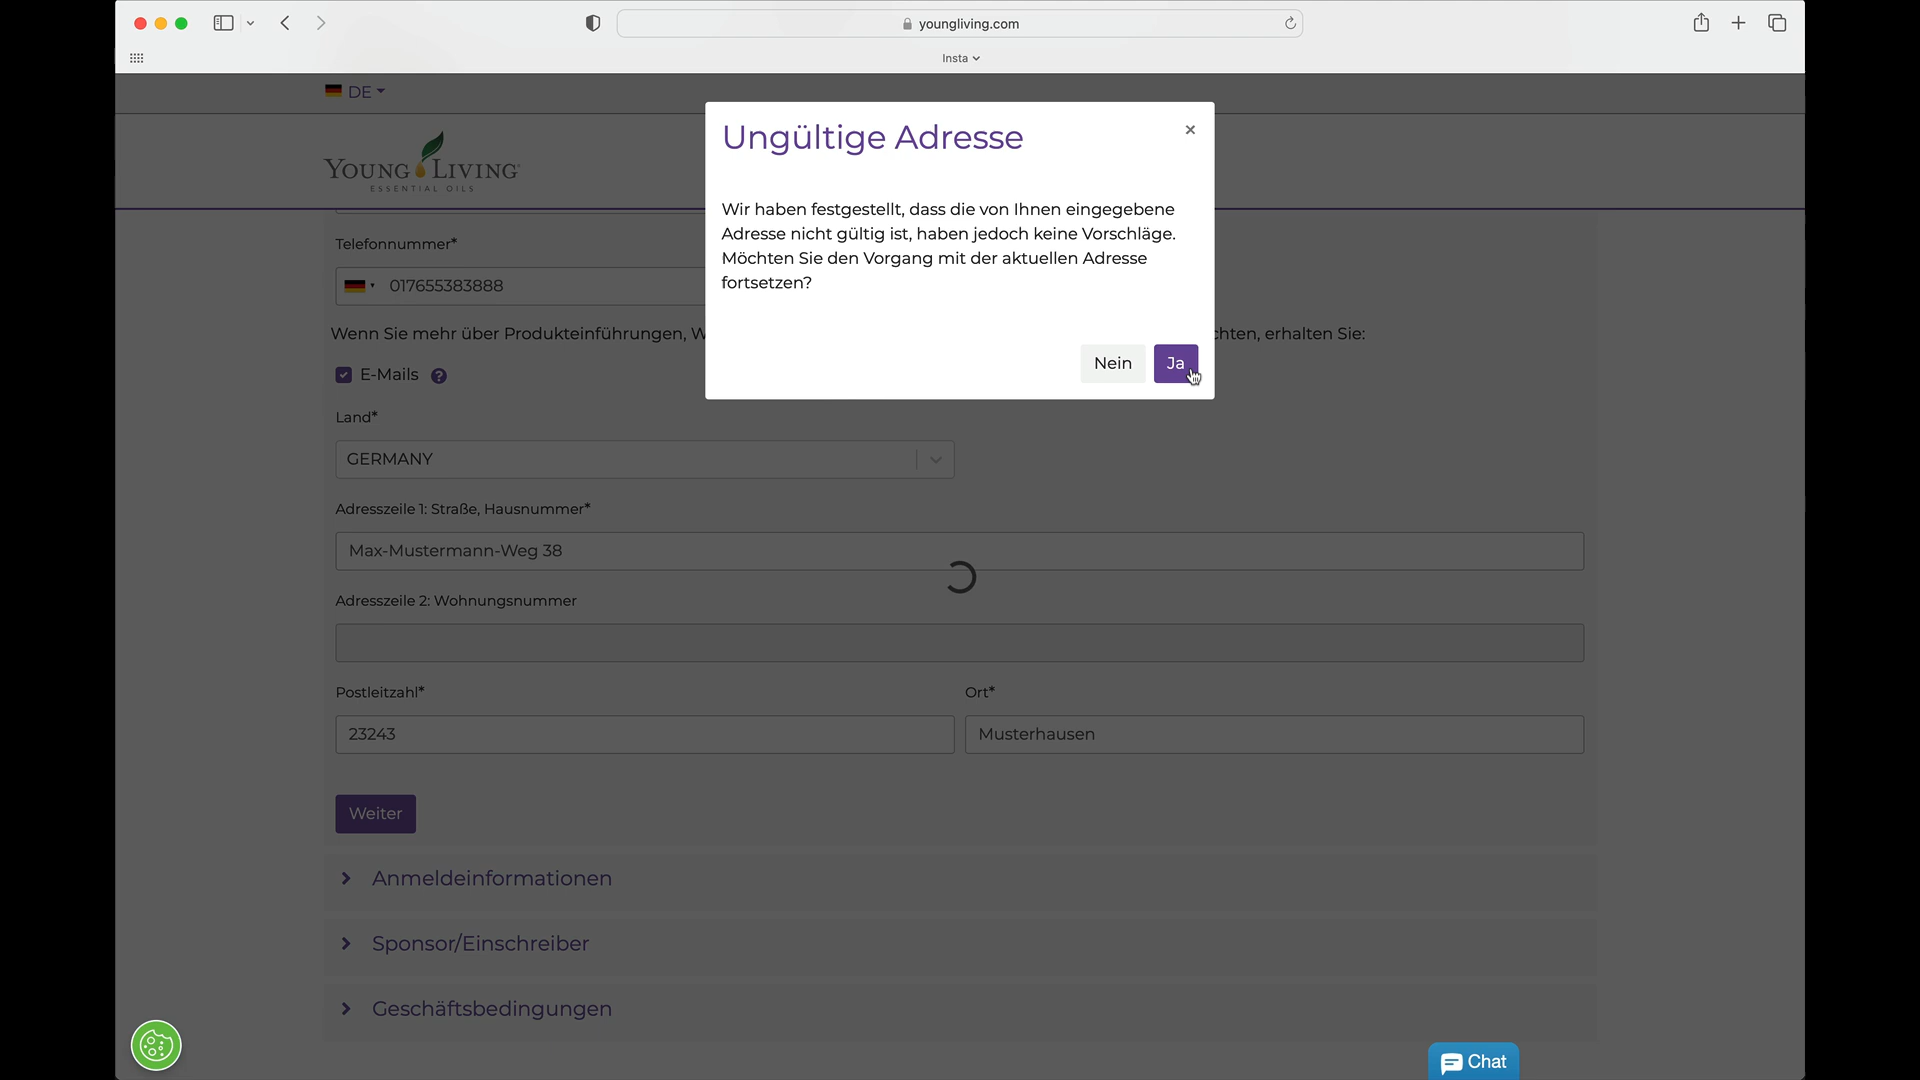 youngliving.com
Insta
DE
YOUNG LIVING
ESSENTIAL OILS
Ungültige Adresse
×
Wir haben festgestellt, dass die von Ihnen eingegebene
Adresse nicht gültig ist, haben jedoch keine Vorschläge.
Möchten Sie den Vorgang mit der aktuellen Adresse
fortsetzen?
Nein
Ja
Telefonnummer*
017655383888
Wenn Sie mehr über Produkteinführungen, W
chten, erhalten Sie:
E-Mails ?
Land*
GERMANY
Adresszeile 1: Straße, Hausnummer*
Max-Mustermann-Weg 38
Adresszeile 2: Wohnungsnummer
Postleitzahl*
Ort*
23243
Musterhausen
Weiter
Anmeldeinformationen
Sponsor/Einschreiber
Geschäftsbedingungen
Chat